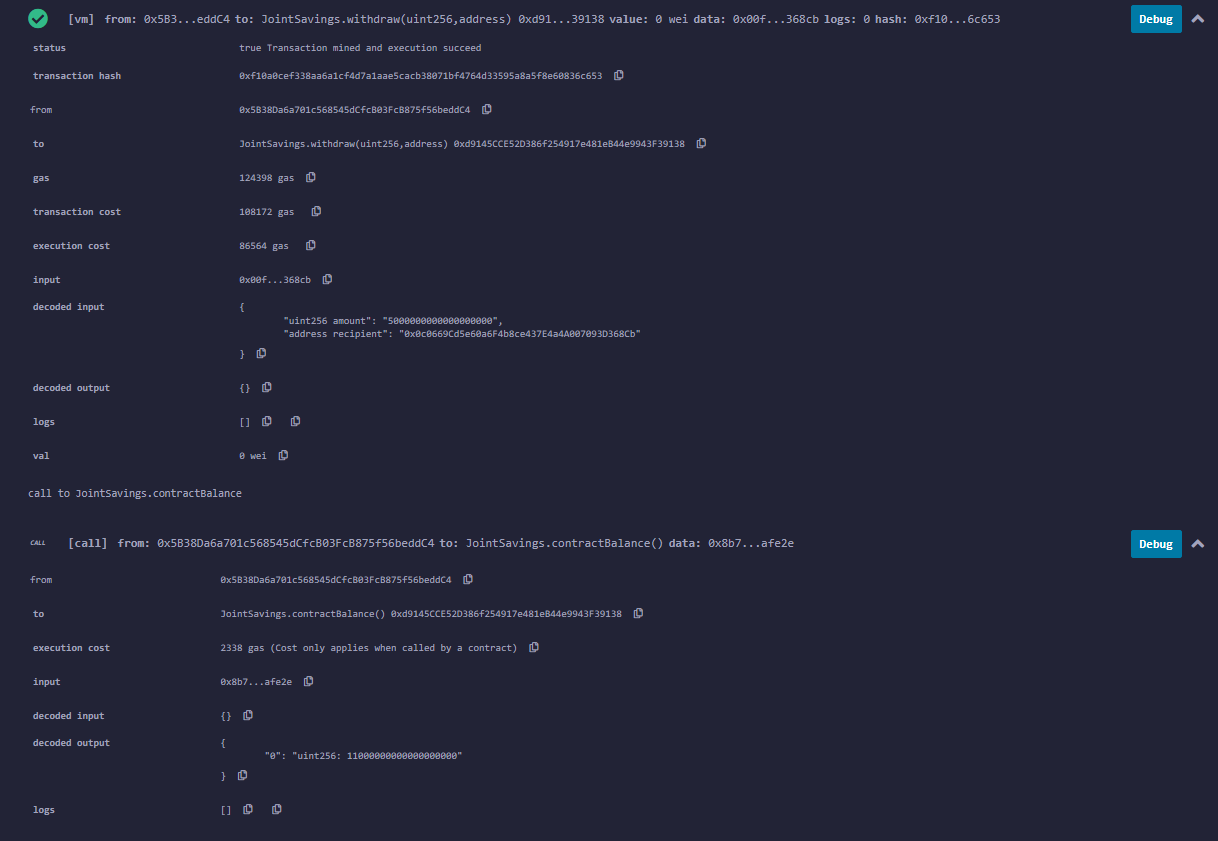 [vm] from: 0x5B3...eddC4 to: JointSavings.withdraw(uint256,address) 0xd91...39138 value: 0 wei data: 0x00f...368cb logs: 0 hash: 0xf10...6c653 Debug
status true Transaction mined and execution succeed
transaction hash 0xf10a0cef338aa6a1cf4d7a1aae5cacb38071bf4764d33595a8a5f8e60836c653
from 0x5B38Da6a701c568545dCfcB03FcB875f56beddC4
to JointSavings.withdraw(uint256,address) 0xd9145CCE52D386f254917e481eB44e9943F39138
gas 124398 gas
transaction cost 108172 gas
execution cost 86564 gas
input 0x00f...368cb
decoded input {
"uint256 amount": "5000000000000000000",
"address recipient": "0x0c0669Cd5e60a6F4b8ce437E4a4A007093D368Cb"
}
decoded output {}
logs []
val 0 wei
call to JointSavings.contractBalance
CALL [call] from: 0x5B38Da6a701c568545dCfcB03FcB875f56beddC4 to: JointSavings.contractBalance() data: 0x8b7...afe2e Debug
from 0x5B38Da6a701c568545dCfcB03FcB875f56beddC4
to JointSavings.contractBalance() 0xd9145CCE52D386f254917e481eB44e9943F39138
execution cost 2338 gas (Cost only applies when called by a contract)
input 0x8b7...afe2e
decoded input {}
decoded output {
"0": "uint256: 11000000000000000000"
}
logs []